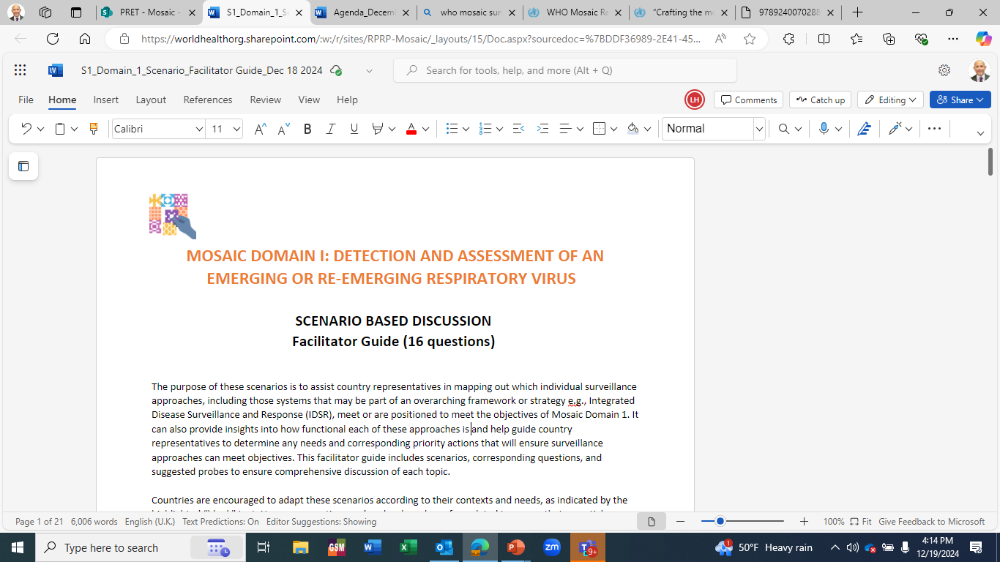 PRET - Mosaic -
S1_Domain_1_Sc
Agenda_Decem
who mosaic sur
WHO Mosaic Re
"Crafting the m
9789240070288
https://worldhealthorg.sharepoint.com/:w:/r/sites/RPRP-Mosaic/_layouts/15/Doc.aspx?sourcedoc=%7BDDF36989-2E41-45...
S1_Domain_1_Scenario_Facilitator Guide_Dec 18 2024
Search for tools, help, and more (Alt + Q)
File Home Insert Layout References Review View Help
LH Comments Catch up Editing Share
Calibri 11 A A B I U A Normal
MOSAIC DOMAIN I: DETECTION AND ASSESSMENT OF AN
EMERGING OR RE-EMERGING RESPIRATORY VIRUS
SCENARIO BASED DISCUSSION
Facilitator Guide (16 questions)
The purpose of these scenarios is to assist country representatives in mapping out which individual surveillance
approaches, including those systems that may be part of an overarching framework or strategy e.g., Integrated
Disease Surveillance and Response (IDSR), meet or are positioned to meet the objectives of Mosaic Domain 1. It
can also provide insights into how functional each of these approaches is and help guide country
representatives to determine any needs and corresponding priority actions that will ensure surveillance
approaches can meet objectives. This facilitator guide includes scenarios, corresponding questions, and
suggested probes to ensure comprehensive discussion of each topic.
Countries are encouraged to adapt these scenarios according to their contexts and needs, as indicated by the
Page 1 of 21 6,006 words English (U.K.) Text Predictions: On Editor Suggestions: Showing 100% Fit Give Feedback to Microsoft
Type here to search GSM zm 9+ 1 50°F Heavy rain 4:14 PM
12/19/2024